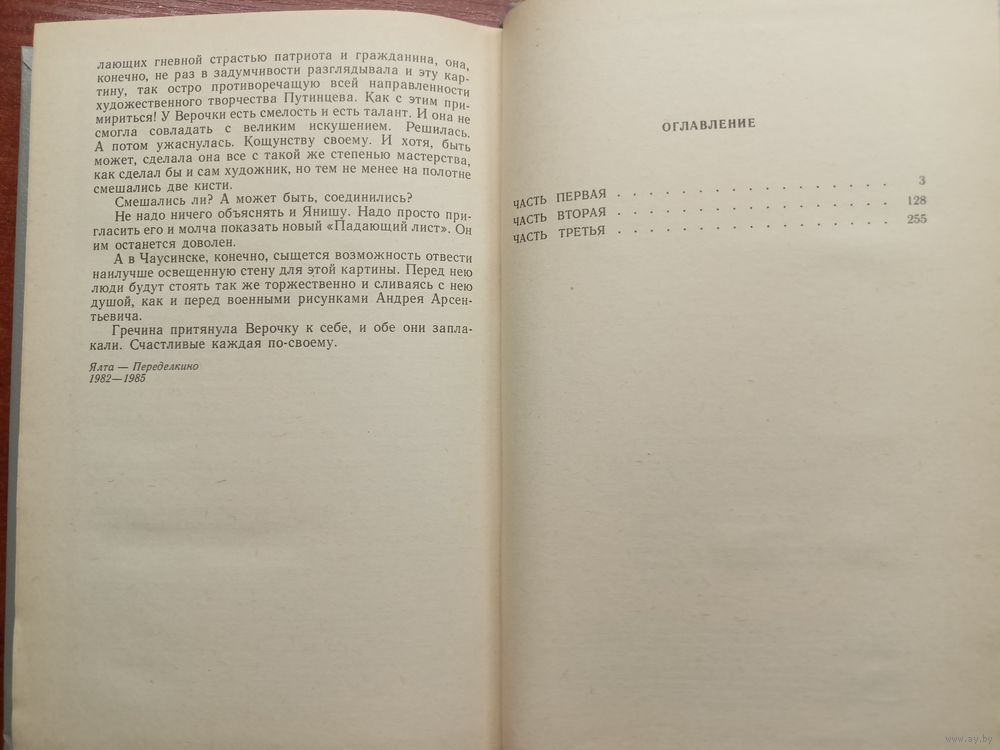 лающих гневной страстью патриота и гражданина, она,
конечно, не раз в задумчивости разглядывала и эту кар-
тину, так остро противоречащую всей направленности
художественного творчества Путинцева. Как с этим при-
мириться! У Верочки есть смелость и есть талант. И она не
смогла совладать с великим искушением. Решилась.
А потом ужаснулась. Кощунству своему. И хотя, быть
может, сделала она все с такой же степенью мастерства,
как сделал бы и сам художник, но тем не менее на полотне
смешались две кисти.
Смешались ли? А может быть, соединились?
Не надо ничего объяснять и Янишу. Надо просто при-
гласить его и молча показать новый «Падающий лист». Он
им останется доволен.
А в Чаусинске, конечно, сыщется возможность отвести
наилучше освещенную стену для этой картины. Перед нею
люди будут стоять так же торжественно и сливаясь с нею
душой, как и перед военными рисунками Андрея Арсен-
тьевича.
Гречина притянула Верочку к себе, и обе они запла-
кали. Счастливые каждая по-своему.
Ялта — Переделкино
1982—1985
ОГЛАВЛЕНИЕ
ЧАСТЬ ПЕРВАЯ . . . . . . . . . . . . . . . . . . . . 3
ЧАСТЬ ВТОРАЯ . . . . . . . . . . . . . . . . . . . . 128
ЧАСТЬ ТРЕТЬЯ . . . . . . . . . . . . . . . . . . . . 255
www.ay.by